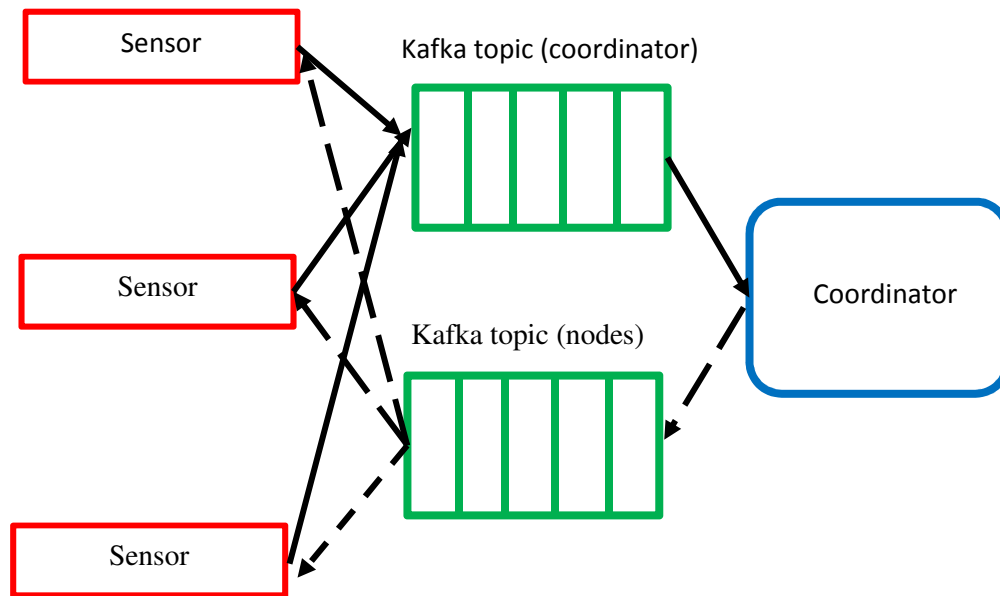 Sensor
Kafka topic (coordinator)
Sensor
Coordinator
Kafka topic (nodes)
Sensor